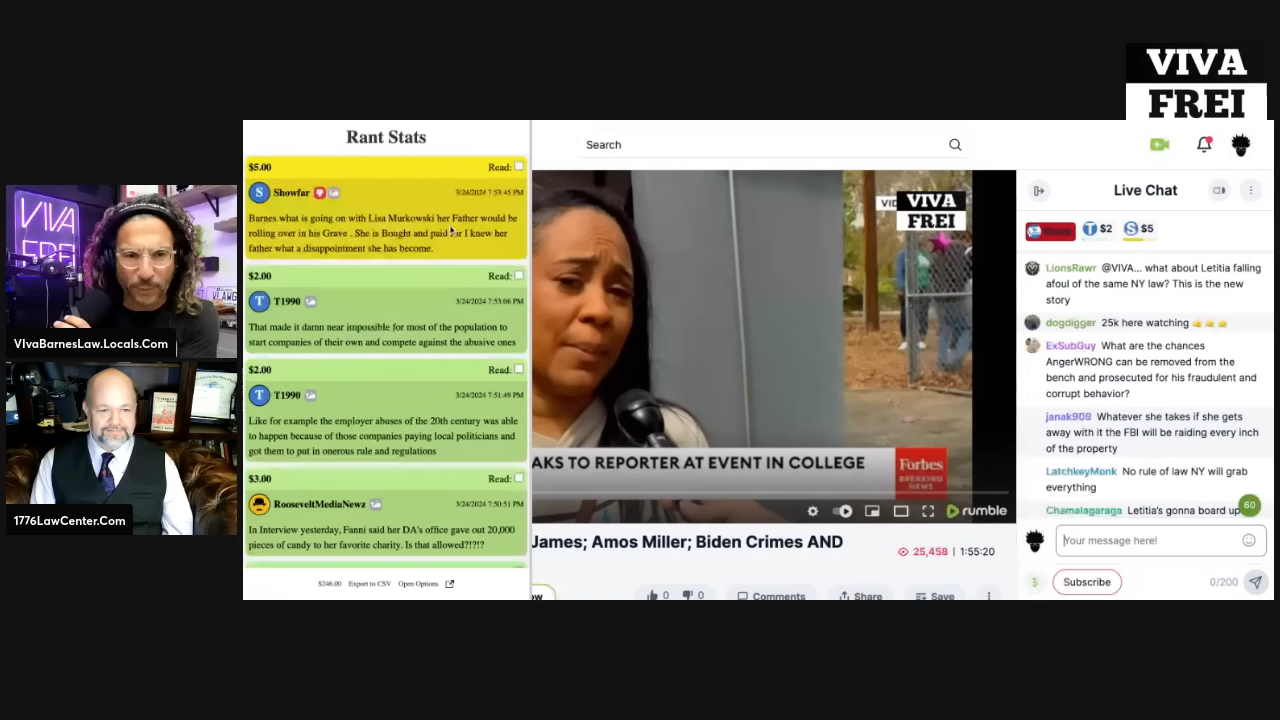 VIVA
FREI
Rant Stats
$5.00 Read:
S Showfar 3/24/2024 7:53:45 PM
Barnes what is going on with Lisa Murkowski her Father would be
rolling over in his Grave . She is Bought and paid for I knew her
father what a disappointment she has become.
$2.00 Read:
T T1990 3/24/2024 7:53:06 PM
That made it damn near impossible for most of the population to
start companies of their own and compete against the abusive ones
$2.00 Read:
T T1990 3/24/2024 7:51:49 PM
Like for example the employer abuses of the 20th century was able
to happen because of those companies paying local politicians and
got them to put in onerous rule and regulations
$3.00 Read:
RooseveltMediaNewz 3/24/2024 7:50:51 PM
In Interview yesterday, Fanni said her DA's office gave out 20,000
pieces of candy to her favorite charity. Is that allowed?!?!?
$246.00 Export to CSV Open Options
VIVA
FREI
VIvaBarnesLaw.Locals.Com
1776LawCenter.Com
Search
VID
VIVA
FREI
AKS TO REPORTER AT EVENT IN COLLEGE
Forbes
BREAKING
NEWS
rumble
James; Amos Miller; Biden Crimes AND
25,458 1:55:20
ow 0 0 Comments Share Save
Live Chat
T $2 S $5
LionsRawr @VIVA... what about Letitia falling
afoul of the same NY law? This is the new
story
dogdigger 25k here watching
ExSubGuy What are the chances
AngerWRONG can be removed from the
bench and prosecuted for his fraudulent and
corrupt behavior?
janak909 Whatever she takes if she gets
away with it the FBI will be raiding every inch
of the property
LatchkeyMonk No rule of law NY will grab
everything
Chamalagaraga Letitia's gonna board up
60
Your message here!
Subscribe 0/200